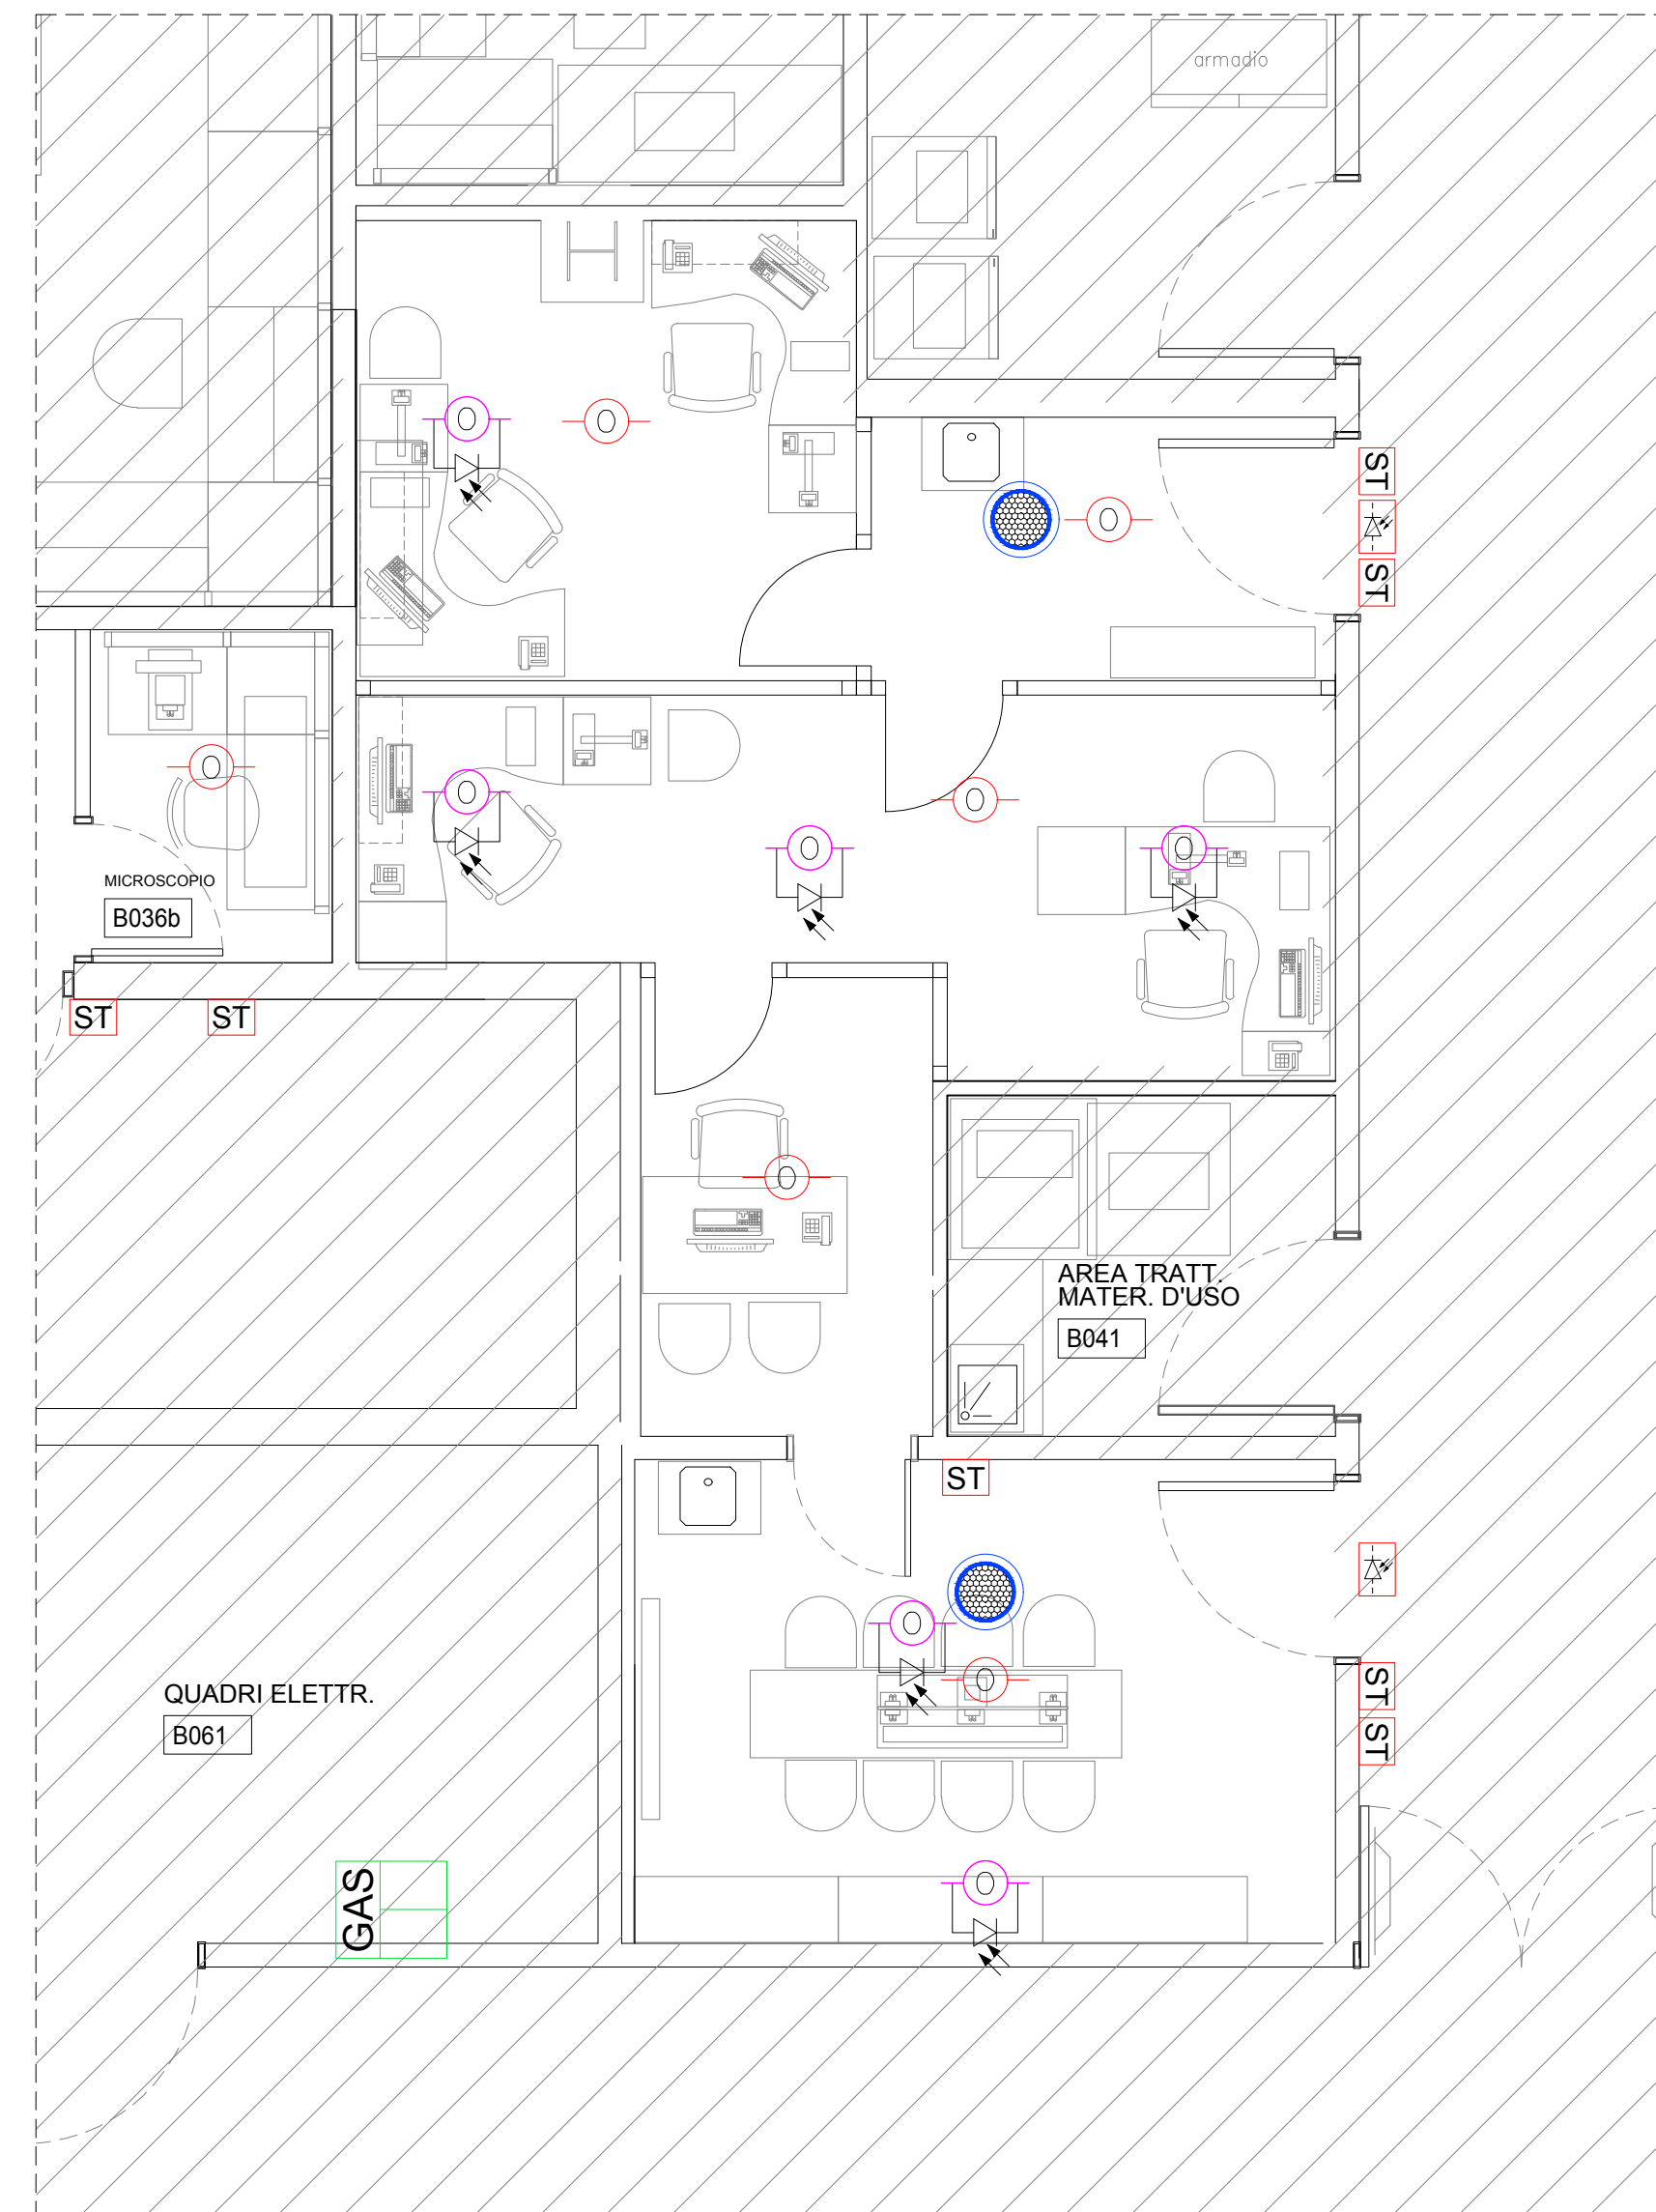 armadio
ST
ST
MICROSCOPIO
B036b
ST
ST
AREA TRATT.
MATER. D'USO
B041
ST
QUADRI ELETTR.
B061
ST
ST
GAS